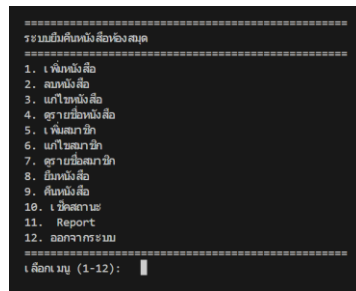 ==================================================
ระบบยืมคืนหนังสือห้องสมุด
==================================================
1. เพิ่มหนังสือ
2. ลบหนังสือ
3. แก้ไขหนังสือ
4. ดูรายชื่อหนังสือ
5. เพิ่มสมาชิก
6. แก้ไขสมาชิก
7. ดูรายชื่อสมาชิก
8. ยืมหนังสือ
9. คืนหนังสือ
10. เช็คสถานะ
11.  Report
12. ออกจากระบบ
==================================================
เลือกเมนู (1-12):